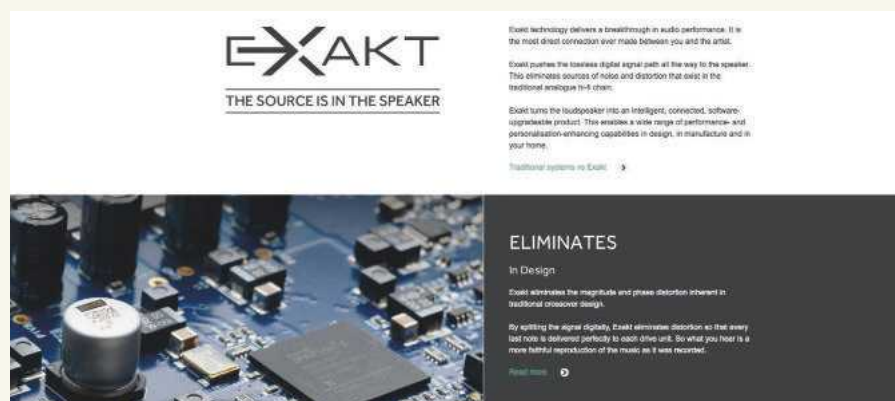 EXAKT
THE SOURCE IS IN THE SPEAKER
Exakt technology delivers a breakthrough in audio performance. It is
the most direct connection ever made between you and the artist.
Exakt pushes the lossless digital signal path all the way to the speaker.
This eliminates sources of noise and distortion that exist in the
traditional analogue hi-fi chain.
Exakt turns the loudspeaker into an intelligent, connected, software-
upgradeable product. This enables a wide range of performance- and
personalisation-enhancing capabilities in design, in manufacture and in
your home.
Traditional systems vs Exakt
ELIMINATES
In Design
Exakt eliminates the magnitude and phase distortion inherent in
traditional crossover design.
By splitting the signal digitally, Exakt eliminates distortion so that every
last note is delivered perfectly to each drive unit. So what you hear is a
more faithful reproduction of the music as it was recorded.
Read more